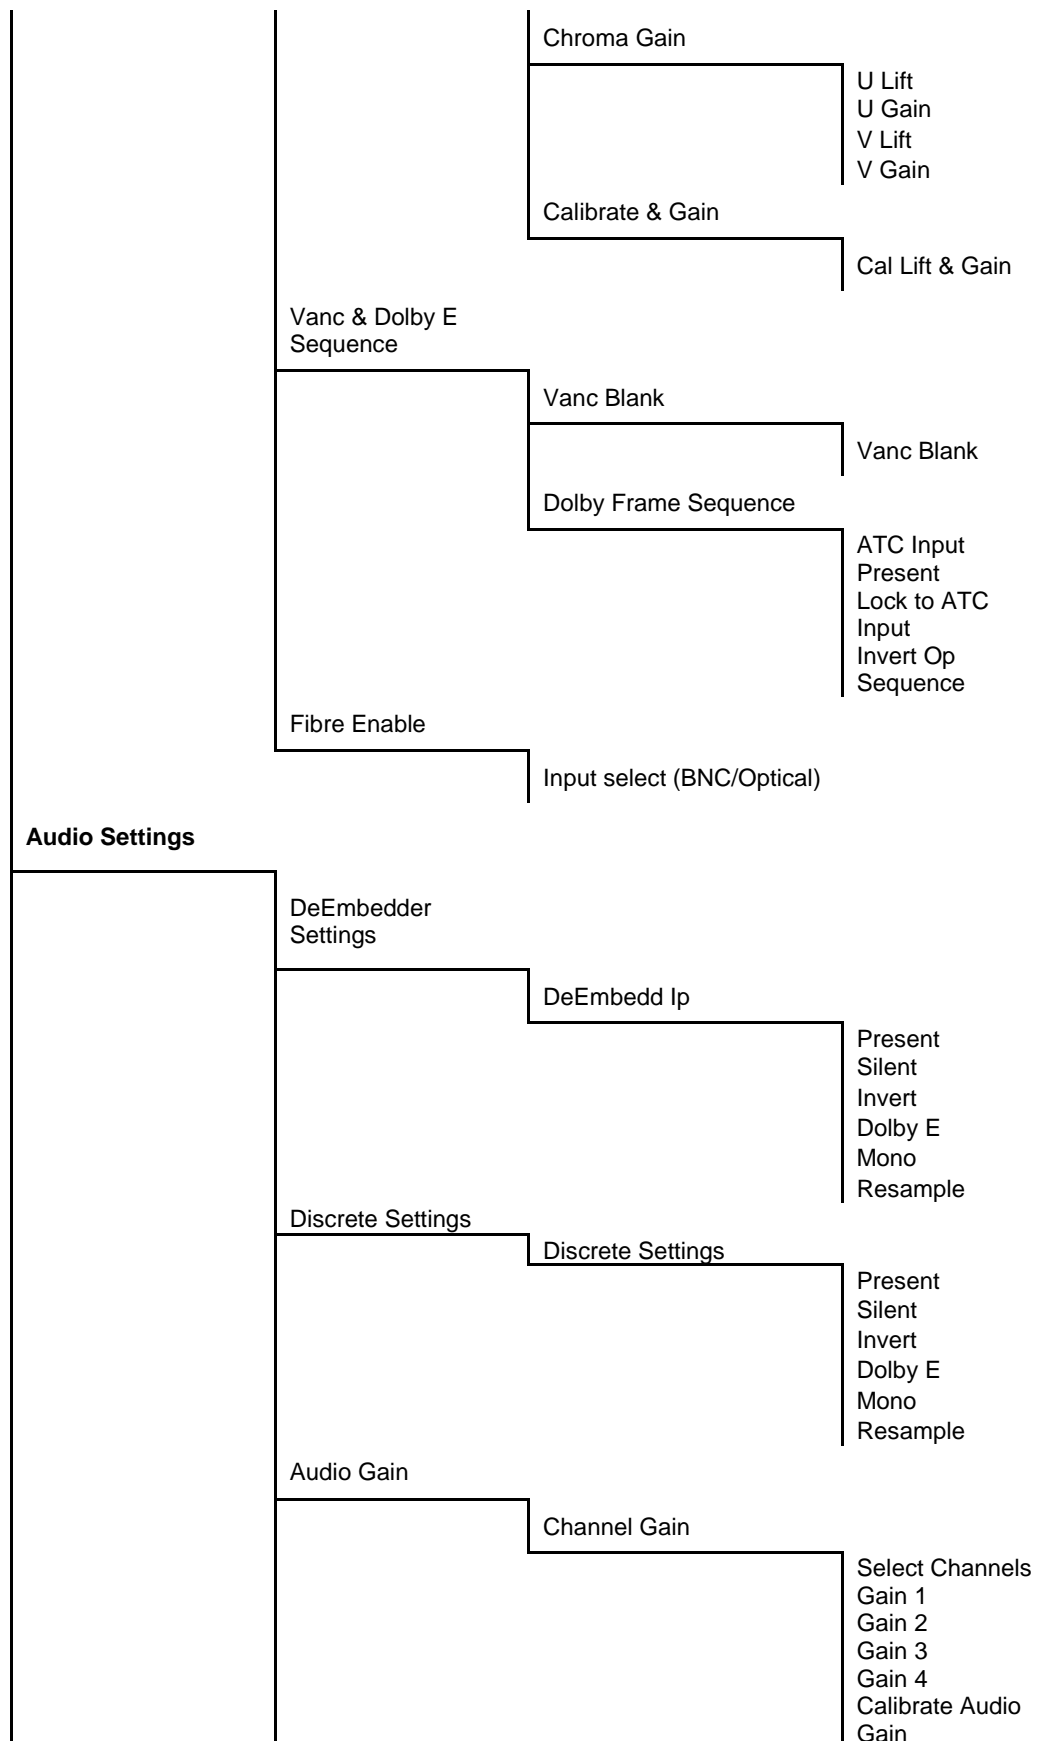 Chroma Gain
U Lift
U Gain
V Lift
V Gain
Calibrate & Gain
Cal Lift & Gain
Vanc & Dolby E
Sequence
Vanc Blank
Vanc Blank
Dolby Frame Sequence
ATC Input
Present
Lock to ATC
Input
Invert Op
Sequence
Fibre Enable
Input select (BNC/Optical)
Audio Settings
DeEmbedder
Settings
DeEmbedd Ip
Present
Silent
Invert
Dolby E
Mono
Resample
Discrete Settings
Discrete Settings
Present
Silent
Invert
Dolby E
Mono
Resample
Audio Gain
Channel Gain
Select Channels
Gain 1
Gain 2
Gain 3
Gain 4
Calibrate Audio
Gain